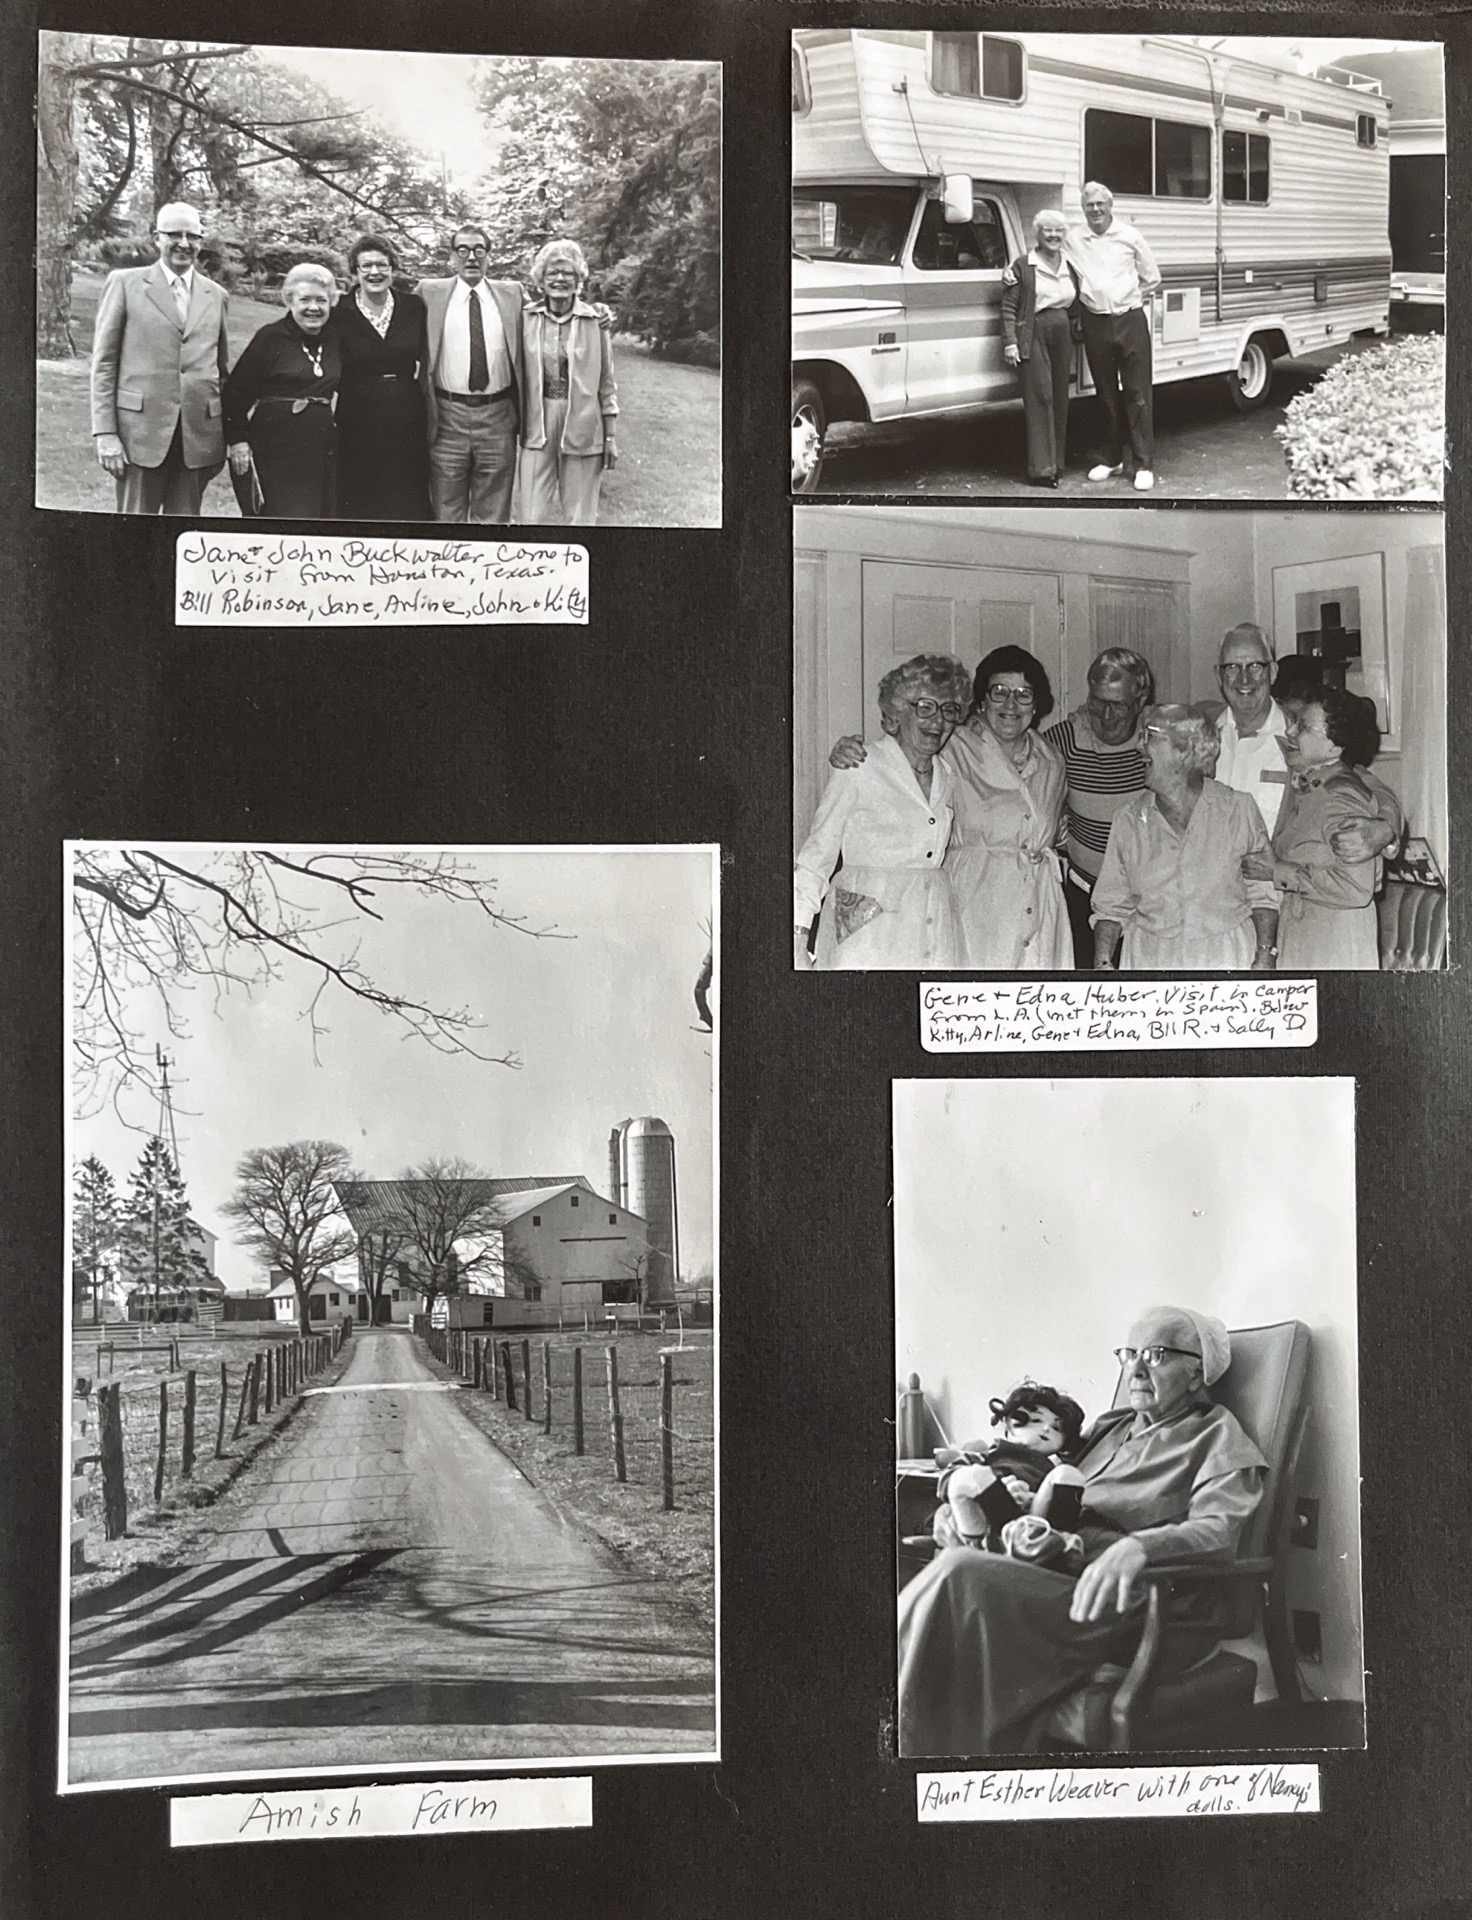 Jane & John Buckwalter Come to
visit from Houston, Texas.
Bill Robinson, Jane, Arline, John & Kitty
Gene & Edna Huber. Visit in camper
from L.A. (met them in Spain). Below
Kitty, Arline, Gene & Edna, Bill R. & Sally D
Amish Farm
Aunt Esther Weaver with one of Nancy's
dolls.